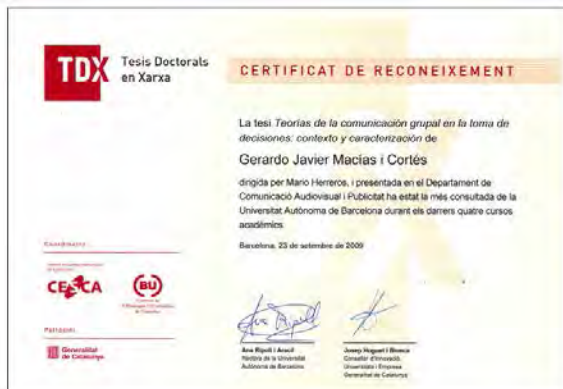 TDX
Tesis Doctorals
en Xarxa
CERTIFICAT DE RECONEIXEMENT
La tesi Teorías de la comunicación grupal en la toma de
decisiones: contexto y caracterización de
Gerardo Javier Macías i Cortés
dirigida per Mario Herreros, i presentada en el Departament de
Comunicació Audiovisual i Publicitat ha estat la més consultada de la
Universitat Autònoma de Barcelona durant els darrers quatre cursos
acadèmics.
Barcelona, 23 de setembre de 2009
CESCA
BU
Generalitat
de Catalunya
Ana Ripoll i Aracil
Rectora de la Universitat
Autònoma de Barcelona
Josep Huguet i Biosca
Conseller d'Innovació,
Universitats i Empresa
Generalitat de Catalunya